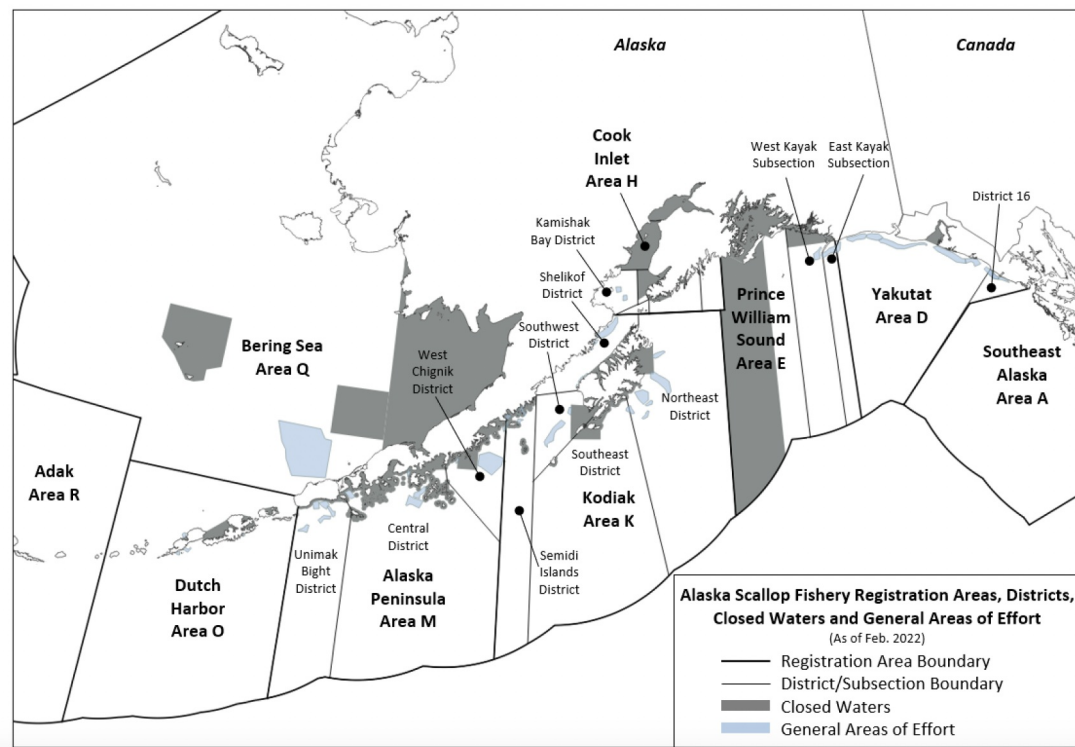 Alaska
Canada
Cook
Inlet
Area H
West Kayak
Subsection
East Kayak
Subsection
District 16
Kamishak
Bay District
Shelikof
District
Southwest
District
Prince
William
Sound
Area E
Yakutat
Area D
Bering Sea
Area Q
West
Chignik
District
Southeast
Alaska
Area A
Northeast
District
Adak
Area R
Southeast
District
Kodiak
Area K
Central
District
Unimak
Bight
District
Semidi
Islands
District
Dutch
Harbor
Area O
Alaska
Peninsula
Area M
Alaska Scallop Fishery Registration Areas, Districts,
Closed Waters and General Areas of Effort
(As of Feb. 2022)
Registration Area Boundary
District/Subsection Boundary
Closed Waters
General Areas of Effort